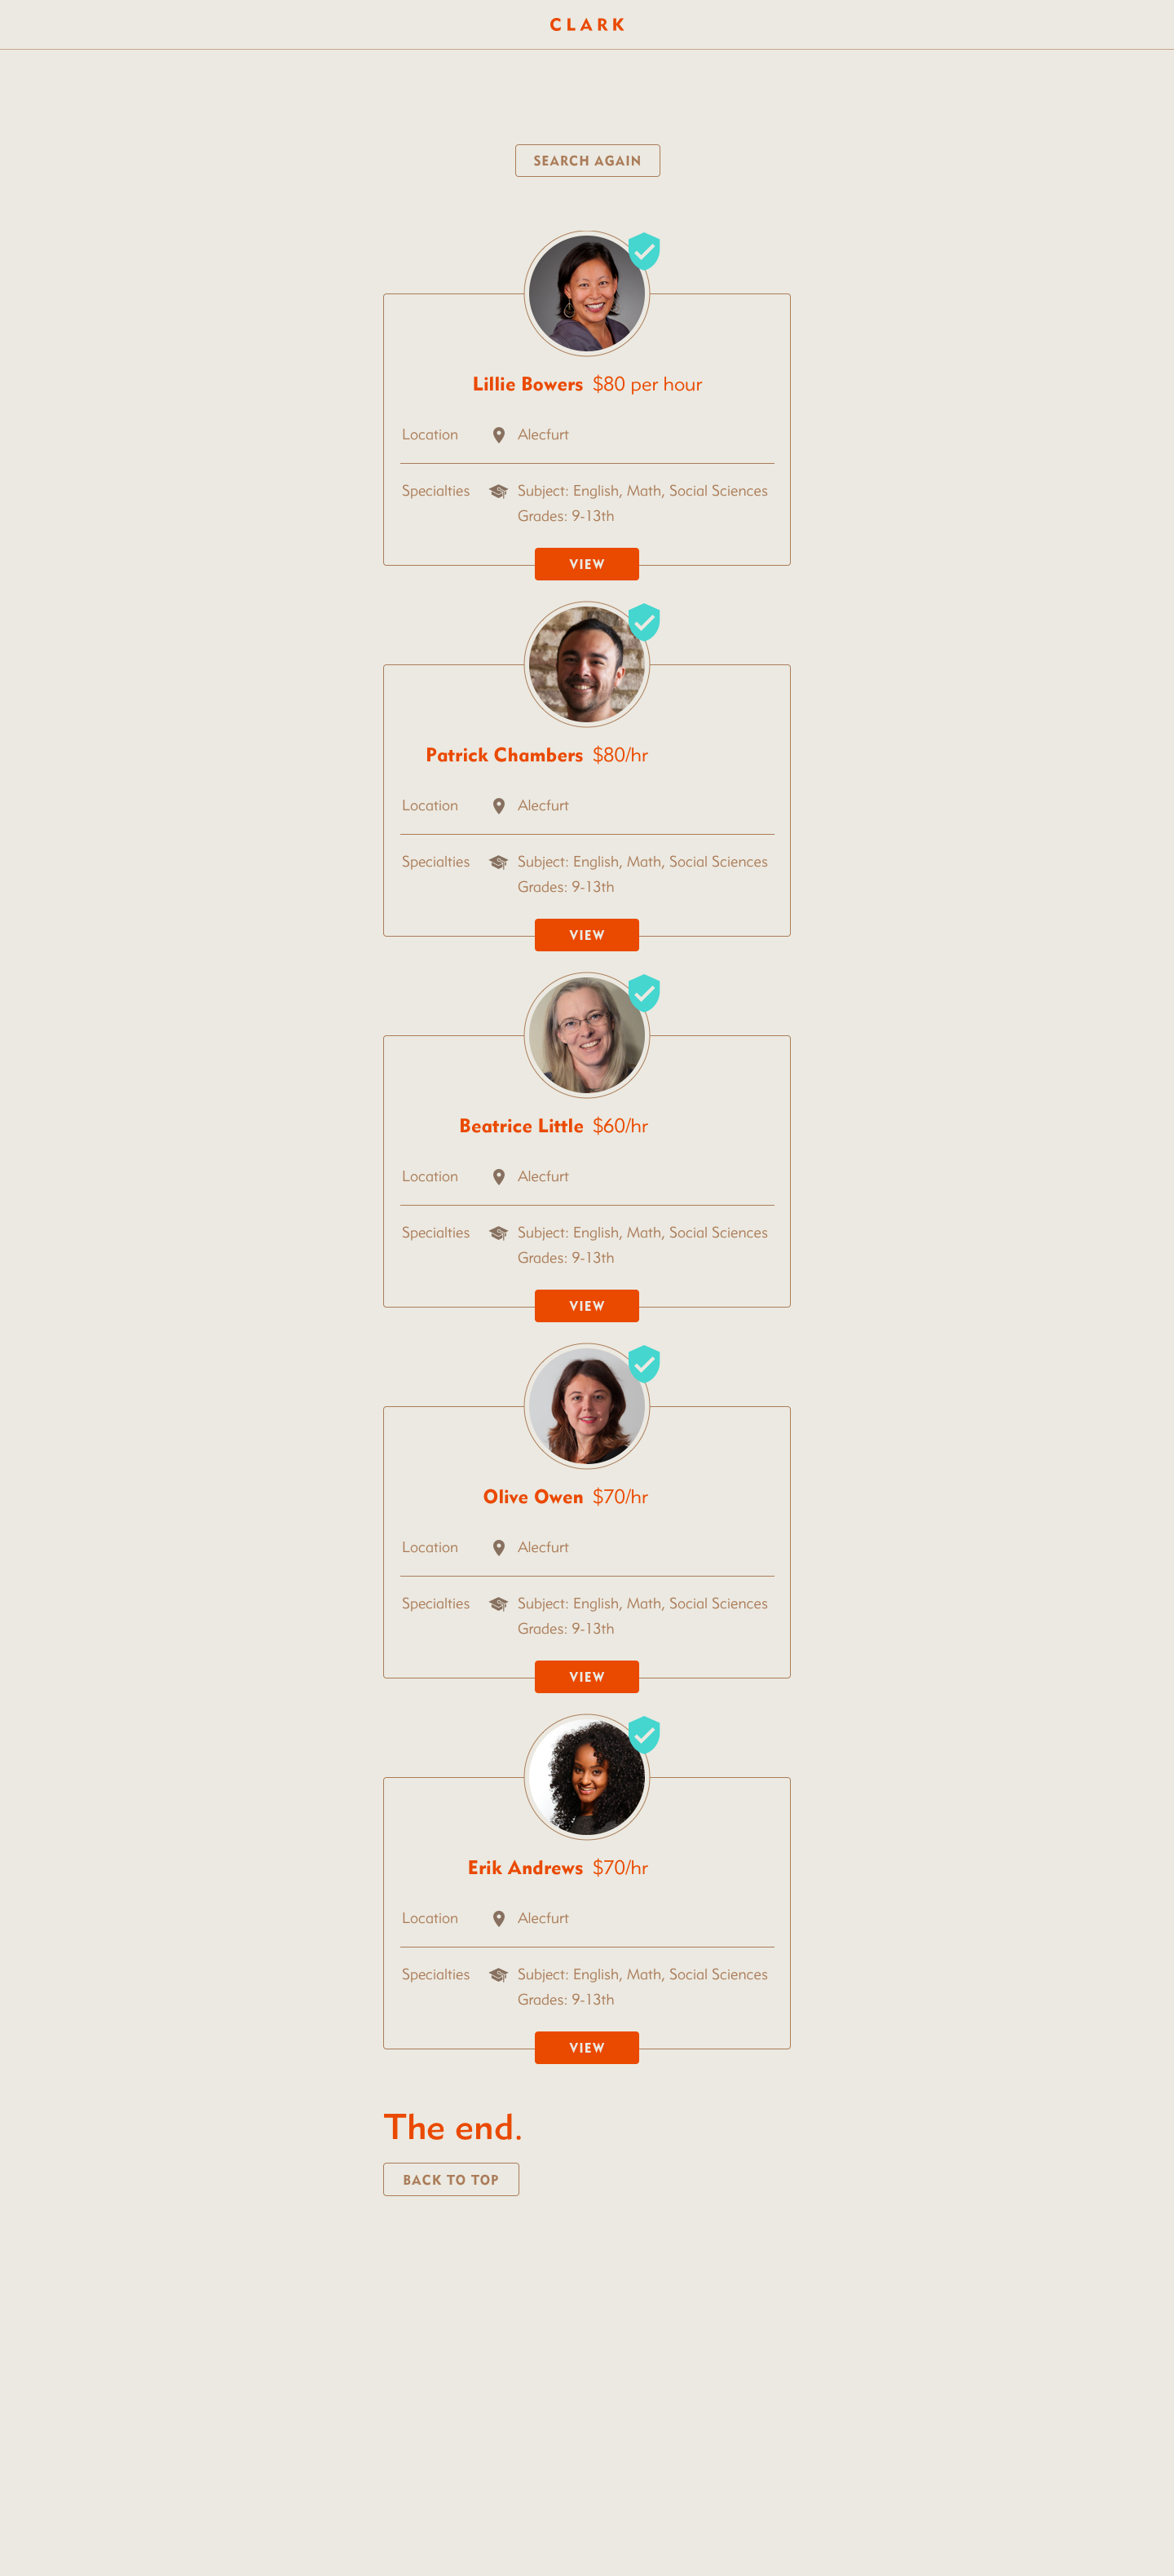 CLARK
SEARCH AGAIN
Lillie Bowers $80 per hour
Location Alecfurt
Specialties Subject: English, Math, Social Sciences
Grades: 9-13th
VIEW
Patrick Chambers $80/hr
Location Alecfurt
Specialties Subject: English, Math, Social Sciences
Grades: 9-13th
VIEW
Beatrice Little $60/hr
Location Alecfurt
Specialties Subject: English, Math, Social Sciences
Grades: 9-13th
VIEW
Olive Owen $70/hr
Location Alecfurt
Specialties Subject: English, Math, Social Sciences
Grades: 9-13th
VIEW
Erik Andrews $70/hr
Location Alecfurt
Specialties Subject: English, Math, Social Sciences
Grades: 9-13th
VIEW
The end.
BACK TO TOP